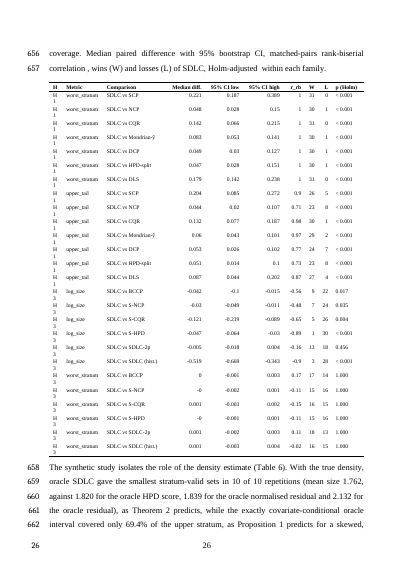 656 coverage. Median paired difference with 95% bootstrap CI, matched-pairs rank-biserial
657 correlation , wins (W) and losses (L) of SDLC, Holm-adjusted within each family.
H Metric Comparison Median diff. 95% CI low 95% CI high r_rb W L p (Holm)
H1 worst_stratum SDLC vs SCP 0.221 0.187 0.389 1 31 0 < 0.001
H1 worst_stratum SDLC vs NCP 0.048 0.028 0.15 1 30 1 < 0.001
H1 worst_stratum SDLC vs CQR 0.142 0.066 0.215 1 31 0 < 0.001
H1 worst_stratum SDLC vs Mondrian-ŷ 0.083 0.053 0.141 1 30 1 < 0.001
H1 worst_stratum SDLC vs DCP 0.049 0.03 0.127 1 30 1 < 0.001
H1 worst_stratum SDLC vs HPD-split 0.047 0.028 0.151 1 30 1 < 0.001
H1 worst_stratum SDLC vs DLS 0.179 0.142 0.238 1 31 0 < 0.001
H1 upper_tail SDLC vs SCP 0.204 0.085 0.272 0.9 26 5 < 0.001
H1 upper_tail SDLC vs NCP 0.044 0.02 0.107 0.71 23 8 < 0.001
H1 upper_tail SDLC vs CQR 0.132 0.077 0.187 0.98 30 1 < 0.001
H1 upper_tail SDLC vs Mondrian-ŷ 0.06 0.043 0.101 0.97 29 2 < 0.001
H1 upper_tail SDLC vs DCP 0.053 0.026 0.102 0.77 24 7 < 0.001
H1 upper_tail SDLC vs HPD-split 0.051 0.014 0.1 0.73 23 8 < 0.001
H1 upper_tail SDLC vs DLS 0.087 0.044 0.202 0.87 27 4 < 0.001
H3 log_size SDLC vs BCCP -0.042 -0.1 -0.015 -0.56 9 22 0.017
H3 log_size SDLC vs S-NCP -0.03 -0.049 -0.011 -0.48 7 24 0.035
H3 log_size SDLC vs S-CQR -0.121 -0.219 -0.089 -0.65 5 26 0.004
H3 log_size SDLC vs S-HPD -0.047 -0.064 -0.03 -0.89 1 30 < 0.001
H3 log_size SDLC vs SDLC-2p -0.005 -0.018 0.004 -0.16 13 18 0.456
H3 log_size SDLC vs SDLC (hist.) -0.519 -0.669 -0.343 -0.9 3 28 < 0.001
H3 worst_stratum SDLC vs BCCP 0 -0.001 0.003 0.17 17 14 1.000
H3 worst_stratum SDLC vs S-NCP -0 -0.002 0.001 -0.11 15 16 1.000
H3 worst_stratum SDLC vs S-CQR 0.001 -0.003 0.002 -0.15 16 15 1.000
H3 worst_stratum SDLC vs S-HPD -0 -0.001 0.001 -0.11 15 16 1.000
H3 worst_stratum SDLC vs SDLC-2p 0.001 -0.002 0.003 0.11 18 13 1.000
H3 worst_stratum SDLC vs SDLC (hist.) 0.001 -0.003 0.004 -0.02 16 15 1.000
658 The synthetic study isolates the role of the density estimate (Table 6). With the true density,
659 oracle SDLC gave the smallest stratum-valid sets in 10 of 10 repetitions (mean size 1.762,
660 against 1.820 for the oracle HPD score, 1.839 for the oracle normalised residual and 2.132 for
661 the oracle residual), as Theorem 2 predicts, while the exactly covariate-conditional oracle
662 interval covered only 69.4% of the upper stratum, as Proposition 1 predicts for a skewed,
26 26